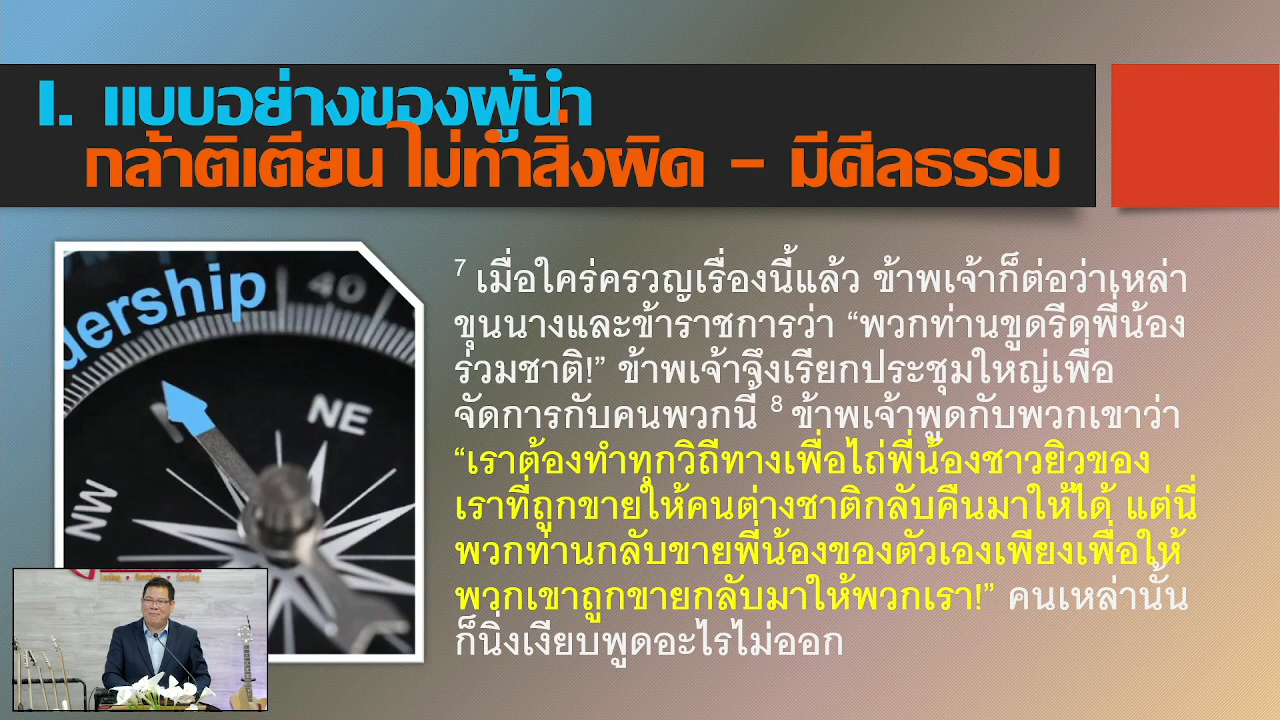 I. แบบอย่างของผู้นำ
กล้าติเตียน ไม่ทำสิ่งผิด – มีศีลธรรม
dership
40
NE
NW
7 เมื่อใคร่ครวญเรื่องนี้แล้ว ข้าพเจ้าก็ต่อว่าเหล่า
ขุนนางและข้าราชการว่า “พวกท่านขูดรีดพี่น้อง
ร่วมชาติ!” ข้าพเจ้าจึงเรียกประชุมใหญ่เพื่อ
จัดการกับคนพวกนี้ 8 ข้าพเจ้าพูดกับพวกเขาว่า
“เราต้องทำทุกวิถีทางเพื่อไถ่พี่น้องชาวยิวของ
เราที่ถูกขายให้คนต่างชาติกลับคืนมาให้ได้ แต่นี่
พวกท่านกลับขายพี่น้องของตัวเองเพียงเพื่อให้
พวกเขาถูกขายกลับมาให้พวกเรา!” คนเหล่านั้น
ก็นิ่งเงียบพูดอะไรไม่ออก